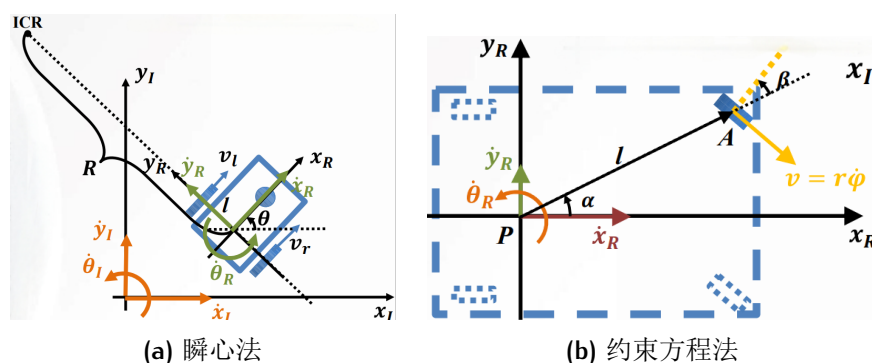 ICR
y_I
R
y_R
ẏ_R
v_l
x_R
ẋ_R
l
θ
v_r
θ̇_R
ẏ_I
θ̇_I
ẋ_I
x_I
(a) 瞬心法
y_R
x_I
β
A
l
ẏ_R
v = rφ̇
θ̇_R
α
P
ẋ_R
x_R
(b) 约束方程法